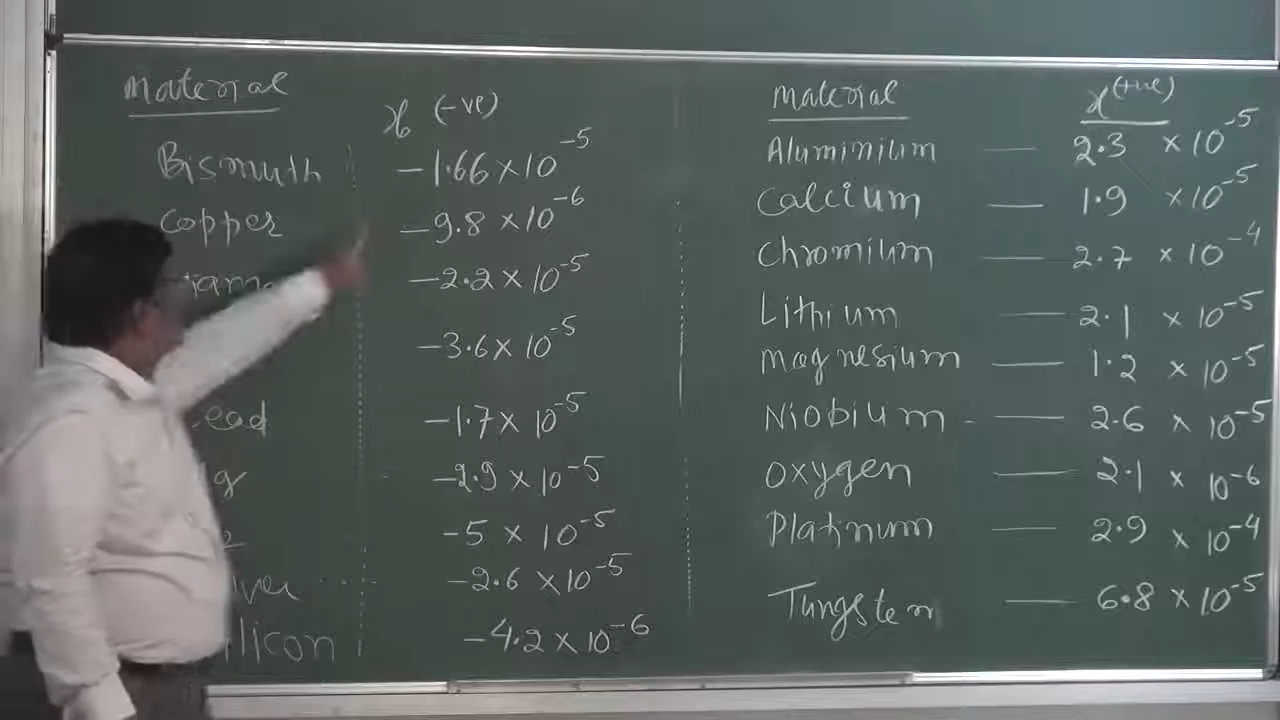 Material χ (-ve)
Bismuth -1.66 × 10^-5
Copper -9.8 × 10^-6
-2.2 × 10^-5
-3.6 × 10^-5
-1.7 × 10^-5
-2.9 × 10^-5
-5 × 10^-5
-2.6 × 10^-5
-4.2 × 10^-6
Material χ (+ve)
Aluminium — 2.3 × 10^-5
Calcium — 1.9 × 10^-5
Chromium — 2.7 × 10^-4
Lithium — 2.1 × 10^-5
Magnesium — 1.2 × 10^-5
Niobium — 2.6 × 10^-5
Oxygen — 2.1 × 10^-6
Platinum — 2.9 × 10^-4
Tungsten — 6.8 × 10^-5